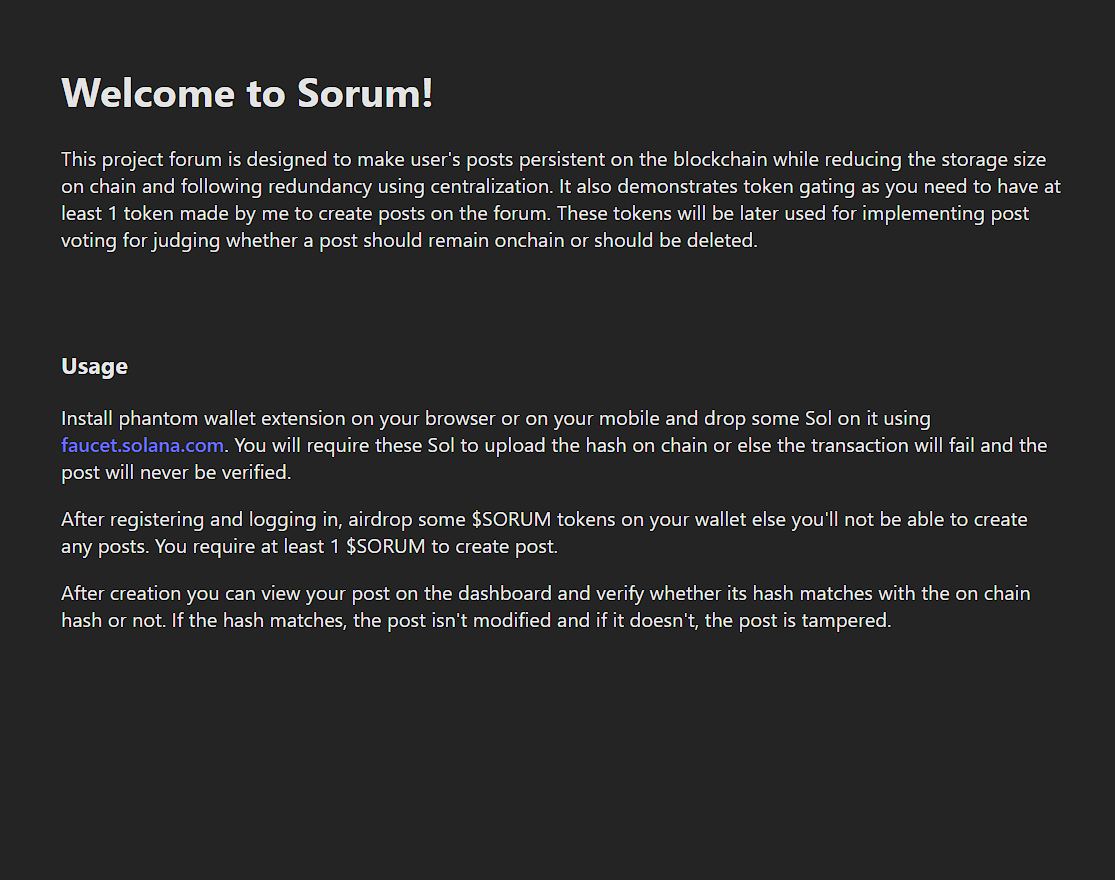 Welcome to Sorum!
This project forum is designed to make user's posts persistent on the blockchain while reducing the storage size
on chain and following redundancy using centralization. It also demonstrates token gating as you need to have at
least 1 token made by me to create posts on the forum. These tokens will be later used for implementing post
voting for judging whether a post should remain onchain or should be deleted.
Usage
Install phantom wallet extension on your browser or on your mobile and drop some Sol on it using
faucet.solana.com. You will require these Sol to upload the hash on chain or else the transaction will fail and the
post will never be verified.
After registering and logging in, airdrop some $SORUM tokens on your wallet else you'll not be able to create
any posts. You require at least 1 $SORUM to create post.
After creation you can view your post on the dashboard and verify whether its hash matches with the on chain
hash or not. If the hash matches, the post isn't modified and if it doesn't, the post is tampered.